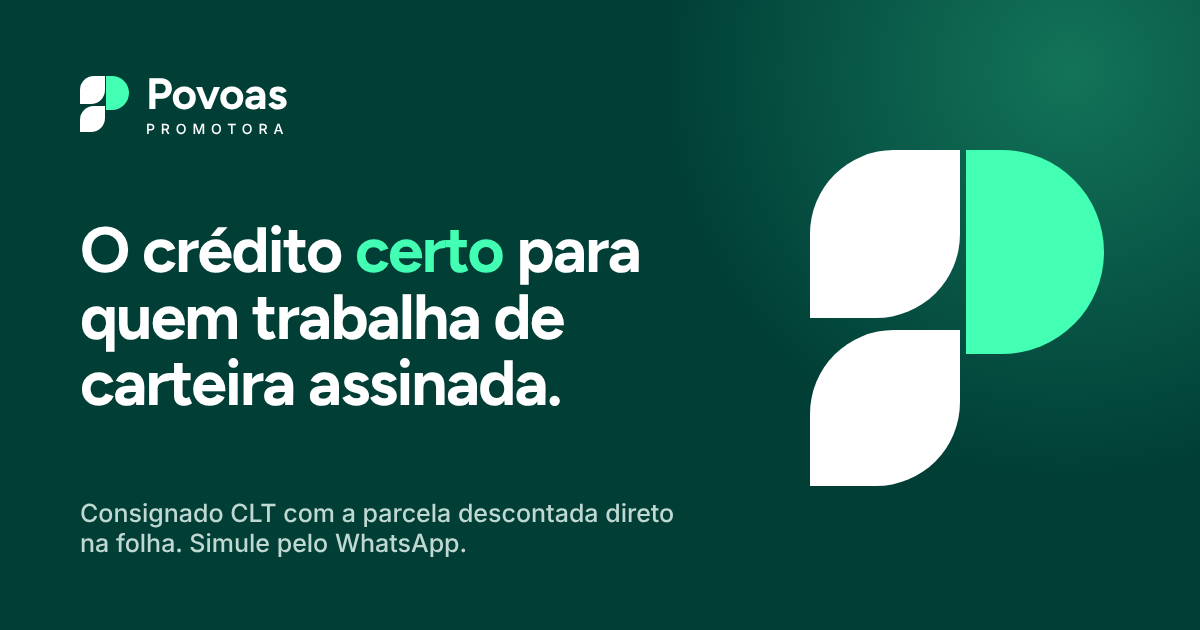 Povoas
PROMOTORA
O crédito certo para
quem trabalha de
carteira assinada.
Consignado CLT com a parcela descontada direto
na folha. Simule pelo WhatsApp.